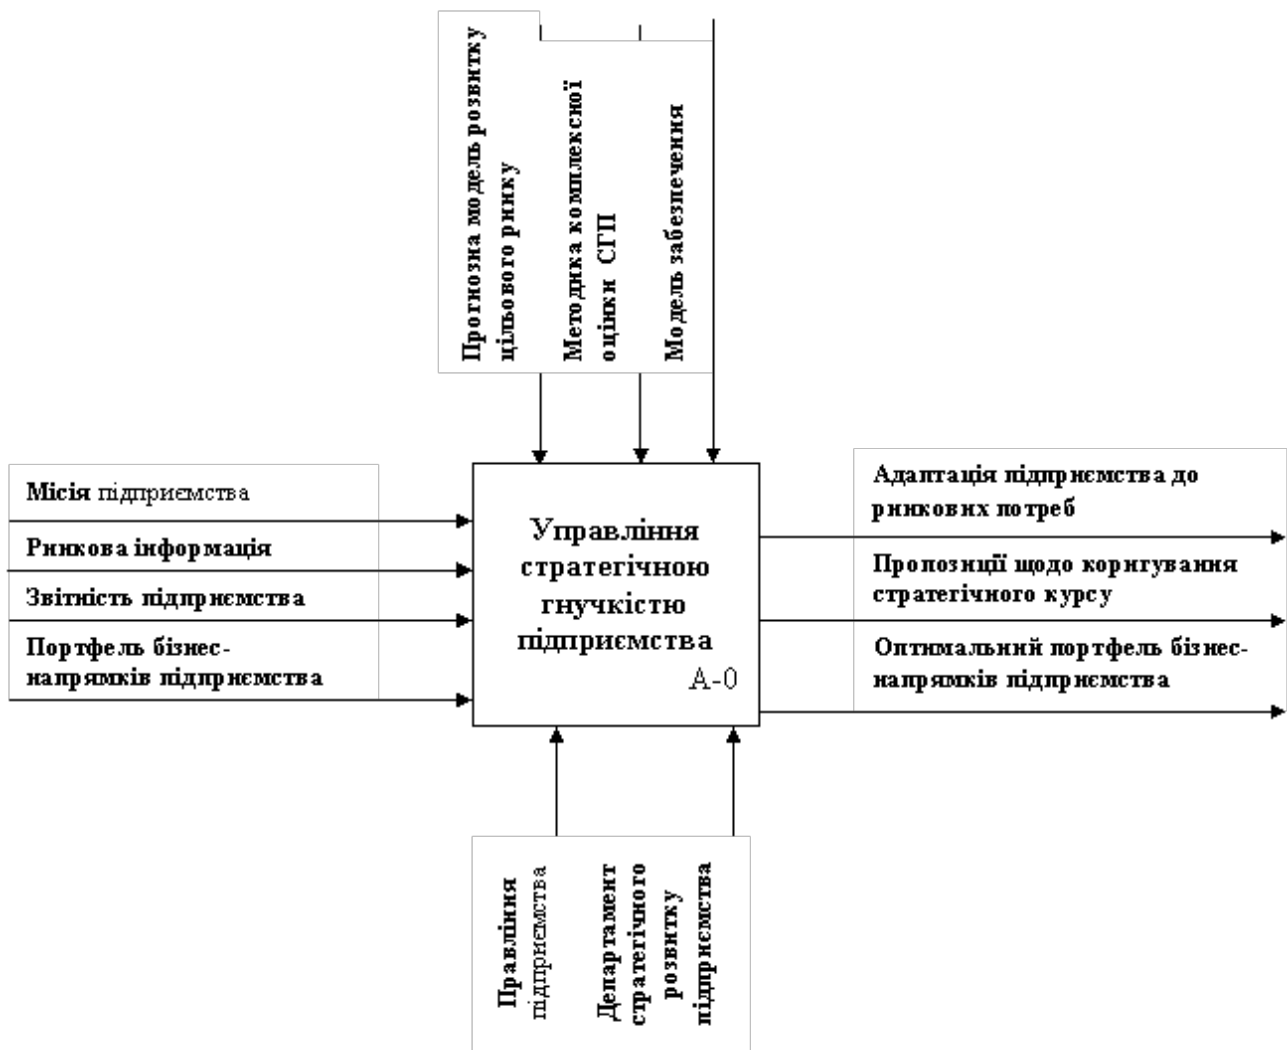 Прогнозна модель розвитку
цільового ринку
Методика комплексної
оцінки СГП
Модель забезпечення
Місія підприємства
Ринкова інформація
Звітність підприємства
Портфель бізнес-
напрямків підприємства
Управління
стратегічною
гнучкістю
підприємства
А-0
Адаптація підприємства до
ринкових потреб
Пропозиції щодо коригування
стратегічного курсу
Оптимальний портфель бізнес-
напрямків підприємства
Правління
підприємства
Департамент
стратегічного
розвитку
підприємства